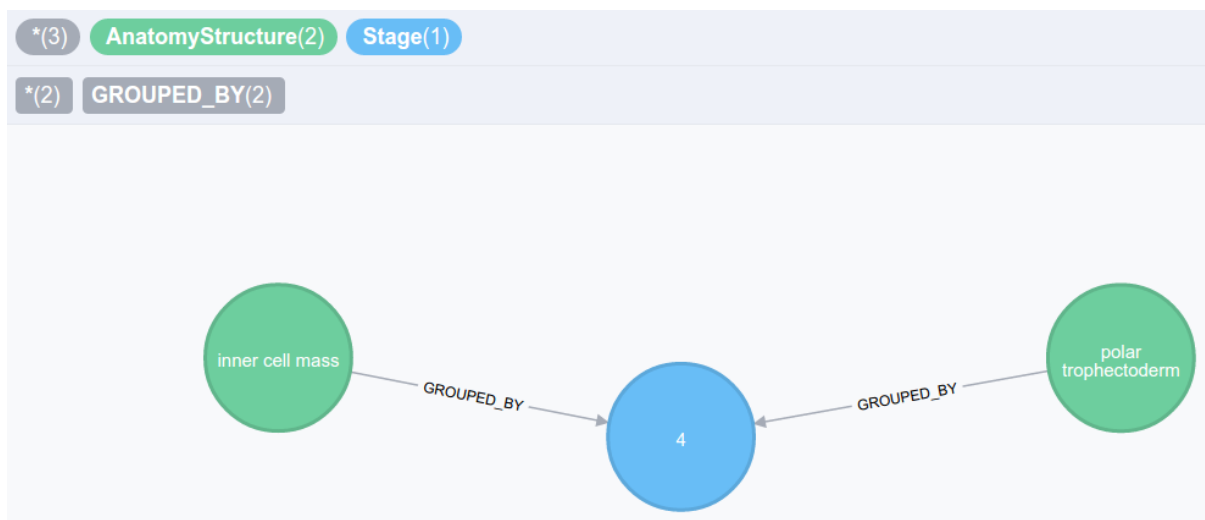 *(3) AnatomyStructure(2) Stage(1)
*(2) GROUPED_BY(2)
inner cell mass
GROUPED_BY
4
GROUPED_BY
polar
trophectoderm